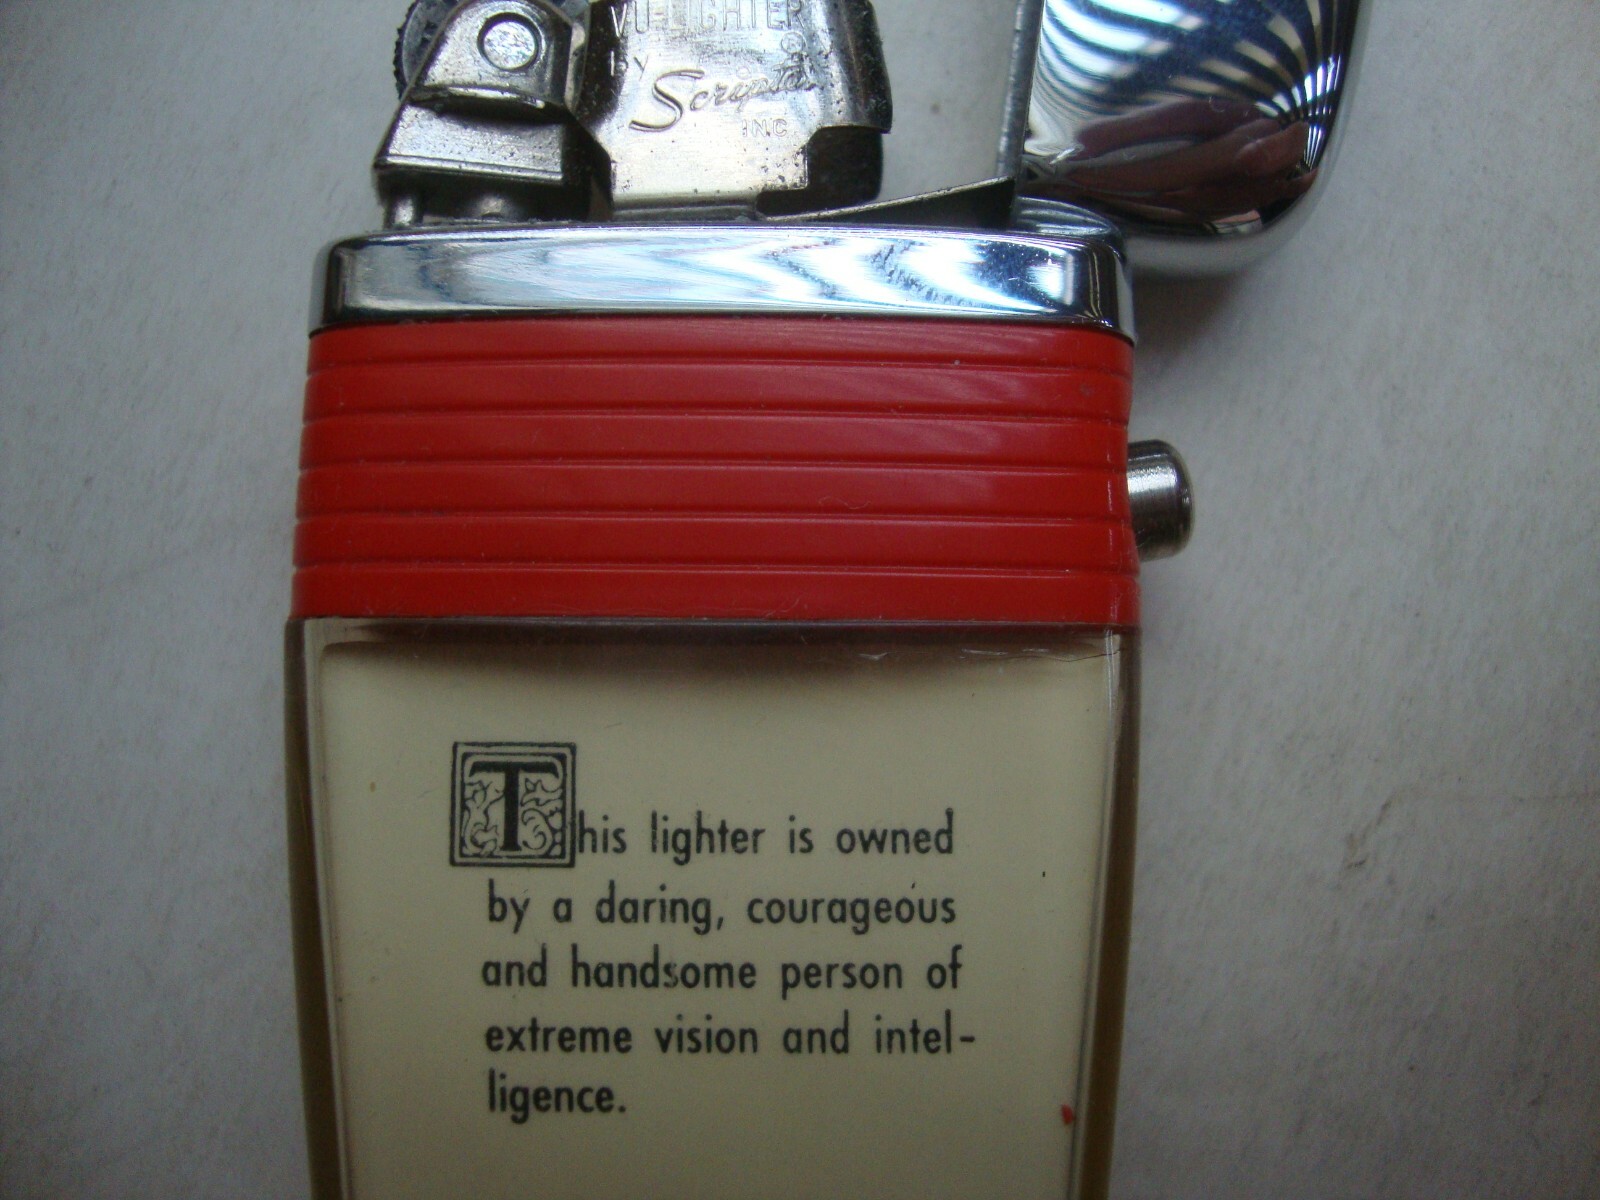 VU-LIGHTER
®
BY
Scripto
INC
This lighter is owned
by a daring, courageous
and handsome person of
extreme vision and intel-
ligence.